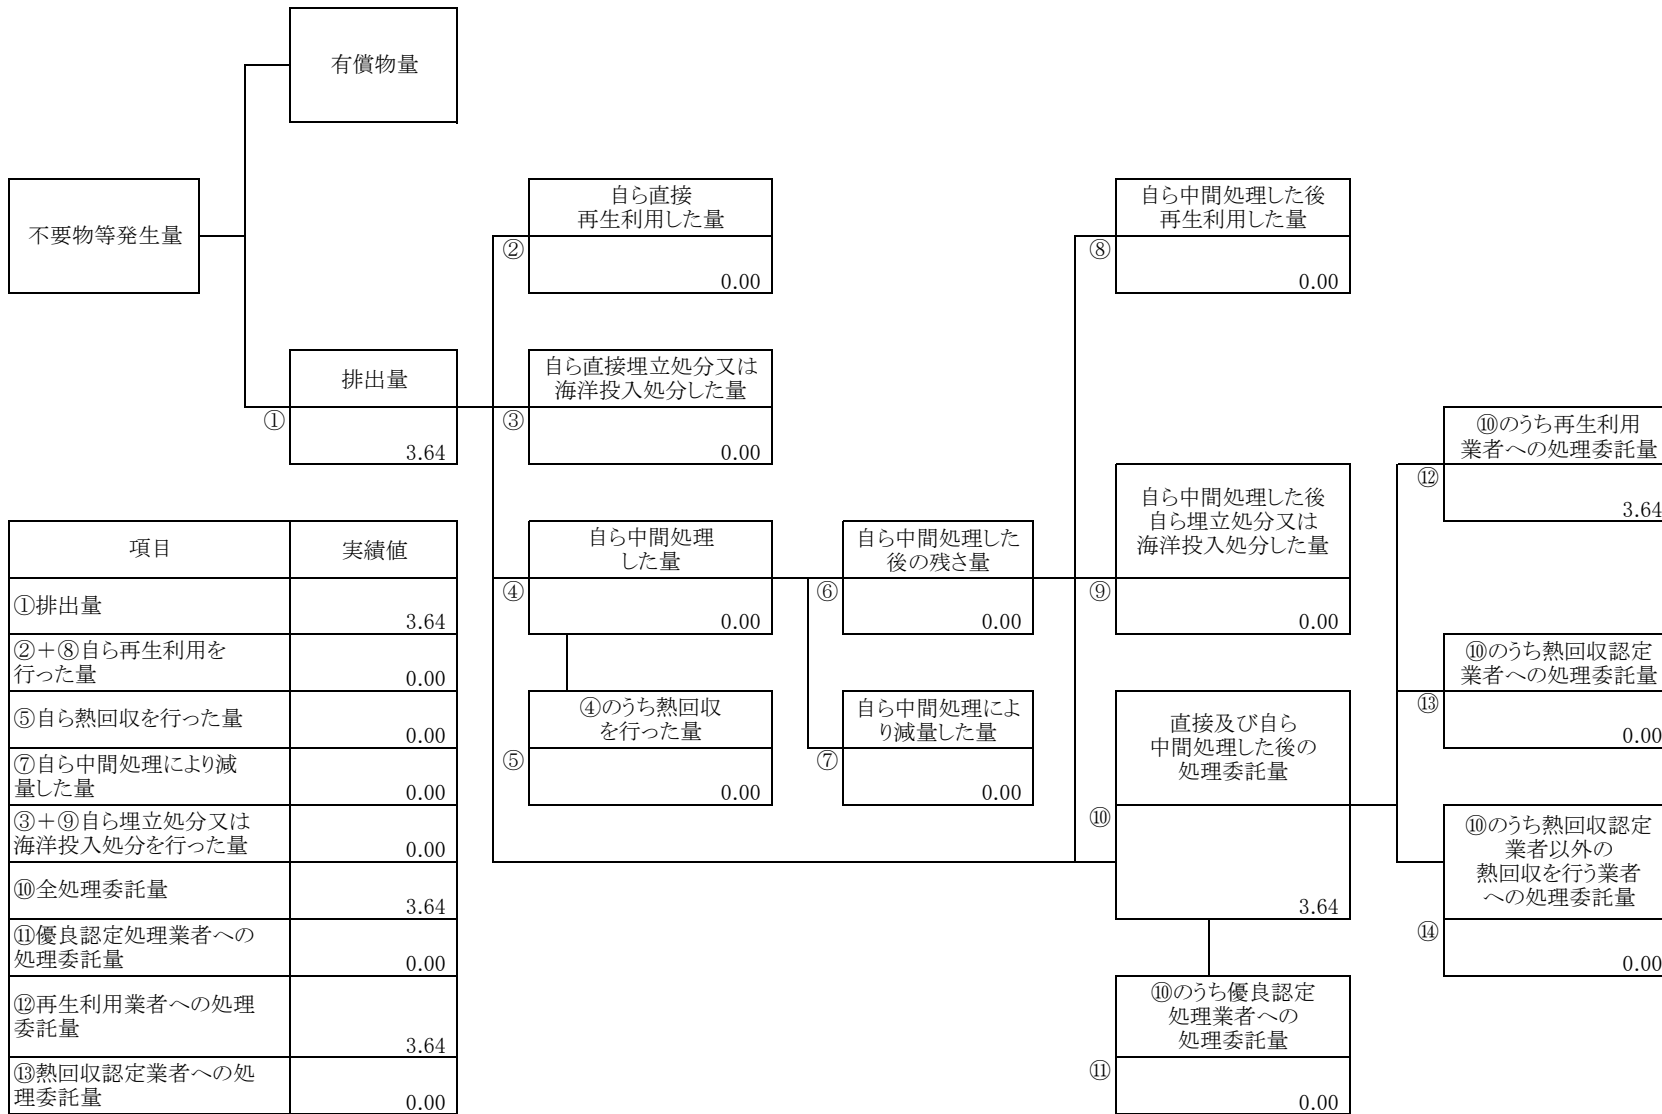 有償物量
不要物等発生量
自ら直接
再生利用した量
②
0.00
自ら中間処理した後
再生利用した量
⑧
0.00
排出量
①
3.64
自ら直接埋立処分又は
海洋投入処分した量
③
0.00
⑩のうち再生利用
業者への処理委託量
⑫
3.64
自ら中間処理した後
自ら埋立処分又は
海洋投入処分した量
⑨
0.00
自ら中間処理
した量
④
0.00
自ら中間処理した
後の残さ量
⑥
0.00
⑩のうち熱回収認定
業者への処理委託量
⑬
0.00
④のうち熱回収
を行った量
⑤
0.00
自ら中間処理によ
り減量した量
⑦
0.00
直接及び自ら
中間処理した後の
処理委託量
⑩
3.64
⑩のうち熱回収認定
業者以外の
熱回収を行う業者
への処理委託量
⑭
0.00
⑩のうち優良認定
処理業者への
処理委託量
⑪
0.00
項目 実績値
①排出量 3.64
②+⑧自ら再生利用を
行った量 0.00
⑤自ら熱回収を行った量 0.00
⑦自ら中間処理により減
量した量 0.00
③+⑨自ら埋立処分又は
海洋投入処分を行った量 0.00
⑩全処理委託量 3.64
⑪優良認定処理業者への
処理委託量 0.00
⑫再生利用業者への処理
委託量 3.64
⑬熱回収認定業者への処
理委託量 0.00